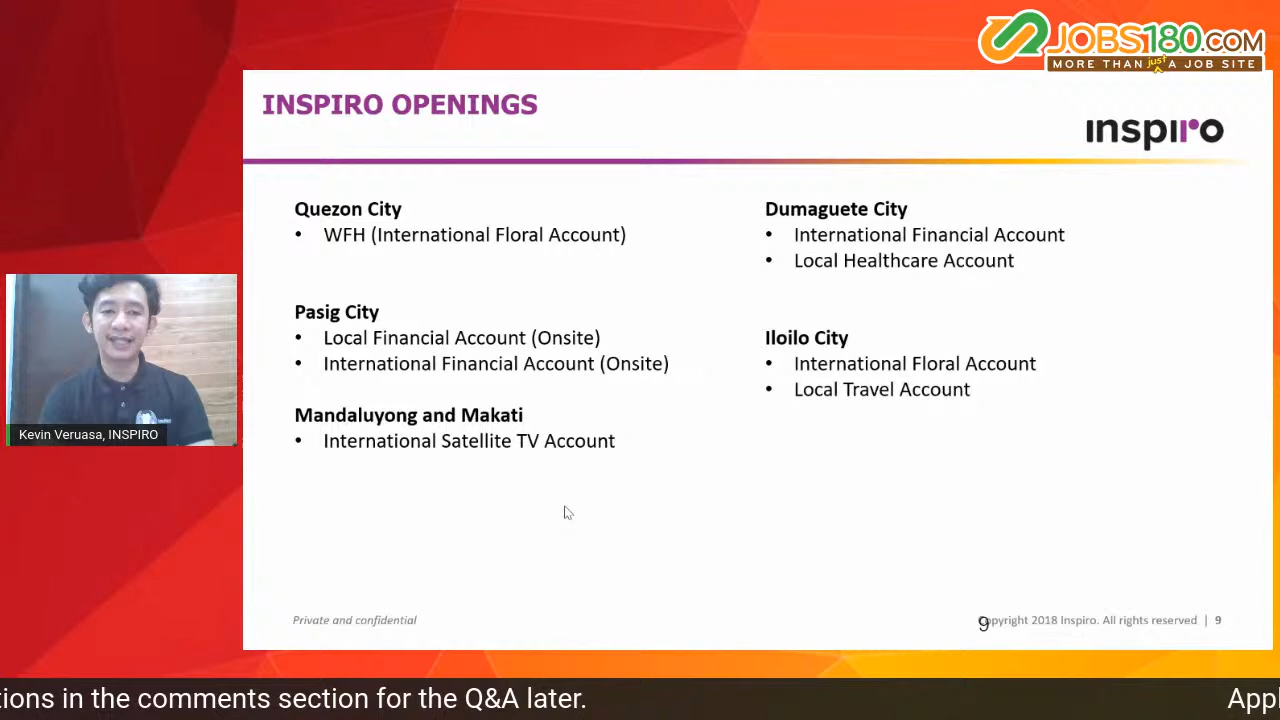 JOBS180.COM
MORE THAN just A JOB SITE
INSPIRO OPENINGS
inspiro
Quezon City
• WFH (International Floral Account)
Pasig City
• Local Financial Account (Onsite)
• International Financial Account (Onsite)
Mandaluyong and Makati
• International Satellite TV Account
Dumaguete City
• International Financial Account
• Local Healthcare Account
Iloilo City
• International Floral Account
• Local Travel Account
Kevin Veruasa, INSPIRO
Private and confidential
9
Copyright 2018 Inspiro. All rights reserved | 9
tions in the comments section for the Q&A later.
Appl